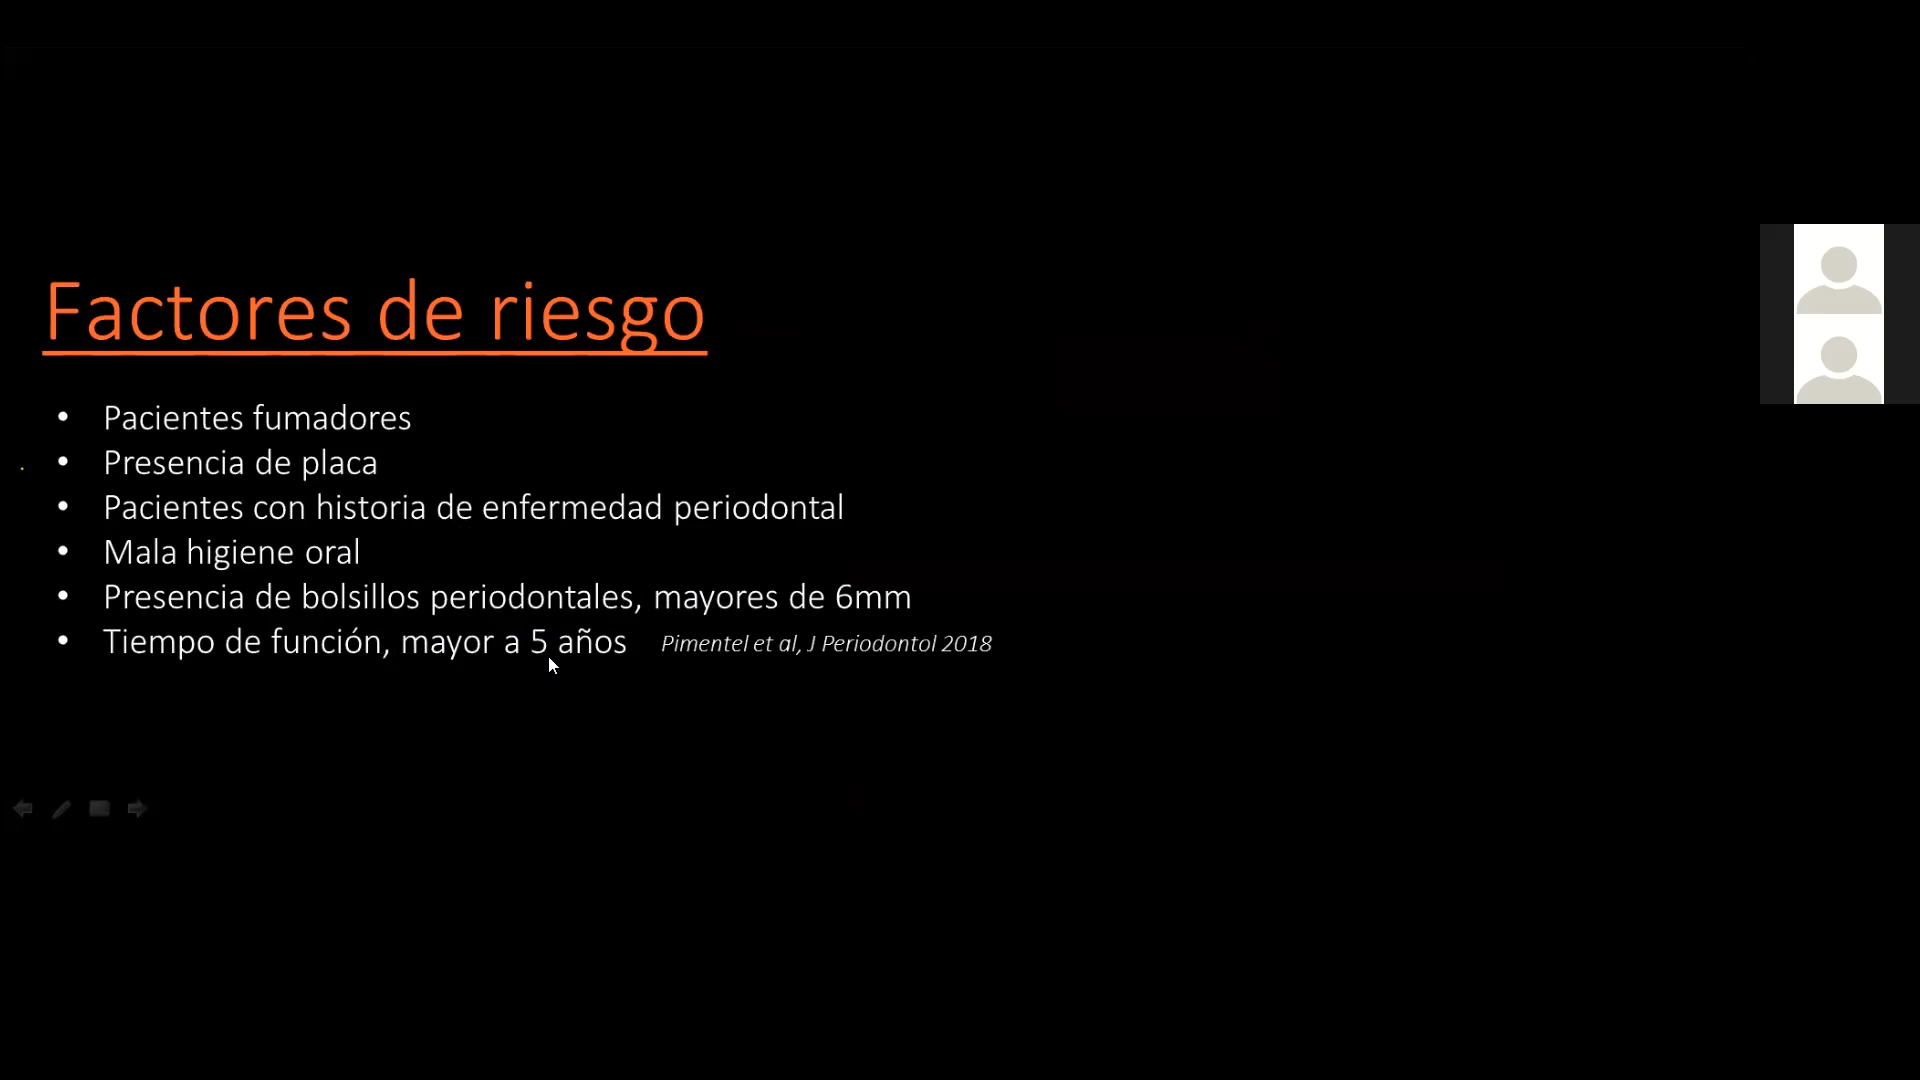 Factores de riesgo
• Pacientes fumadores
• Presencia de placa
• Pacientes con historia de enfermedad periodontal
• Mala higiene oral
• Presencia de bolsillos periodontales, mayores de 6mm
• Tiempo de función, mayor a 5 años Pimentel et al, J Periodontol 2018